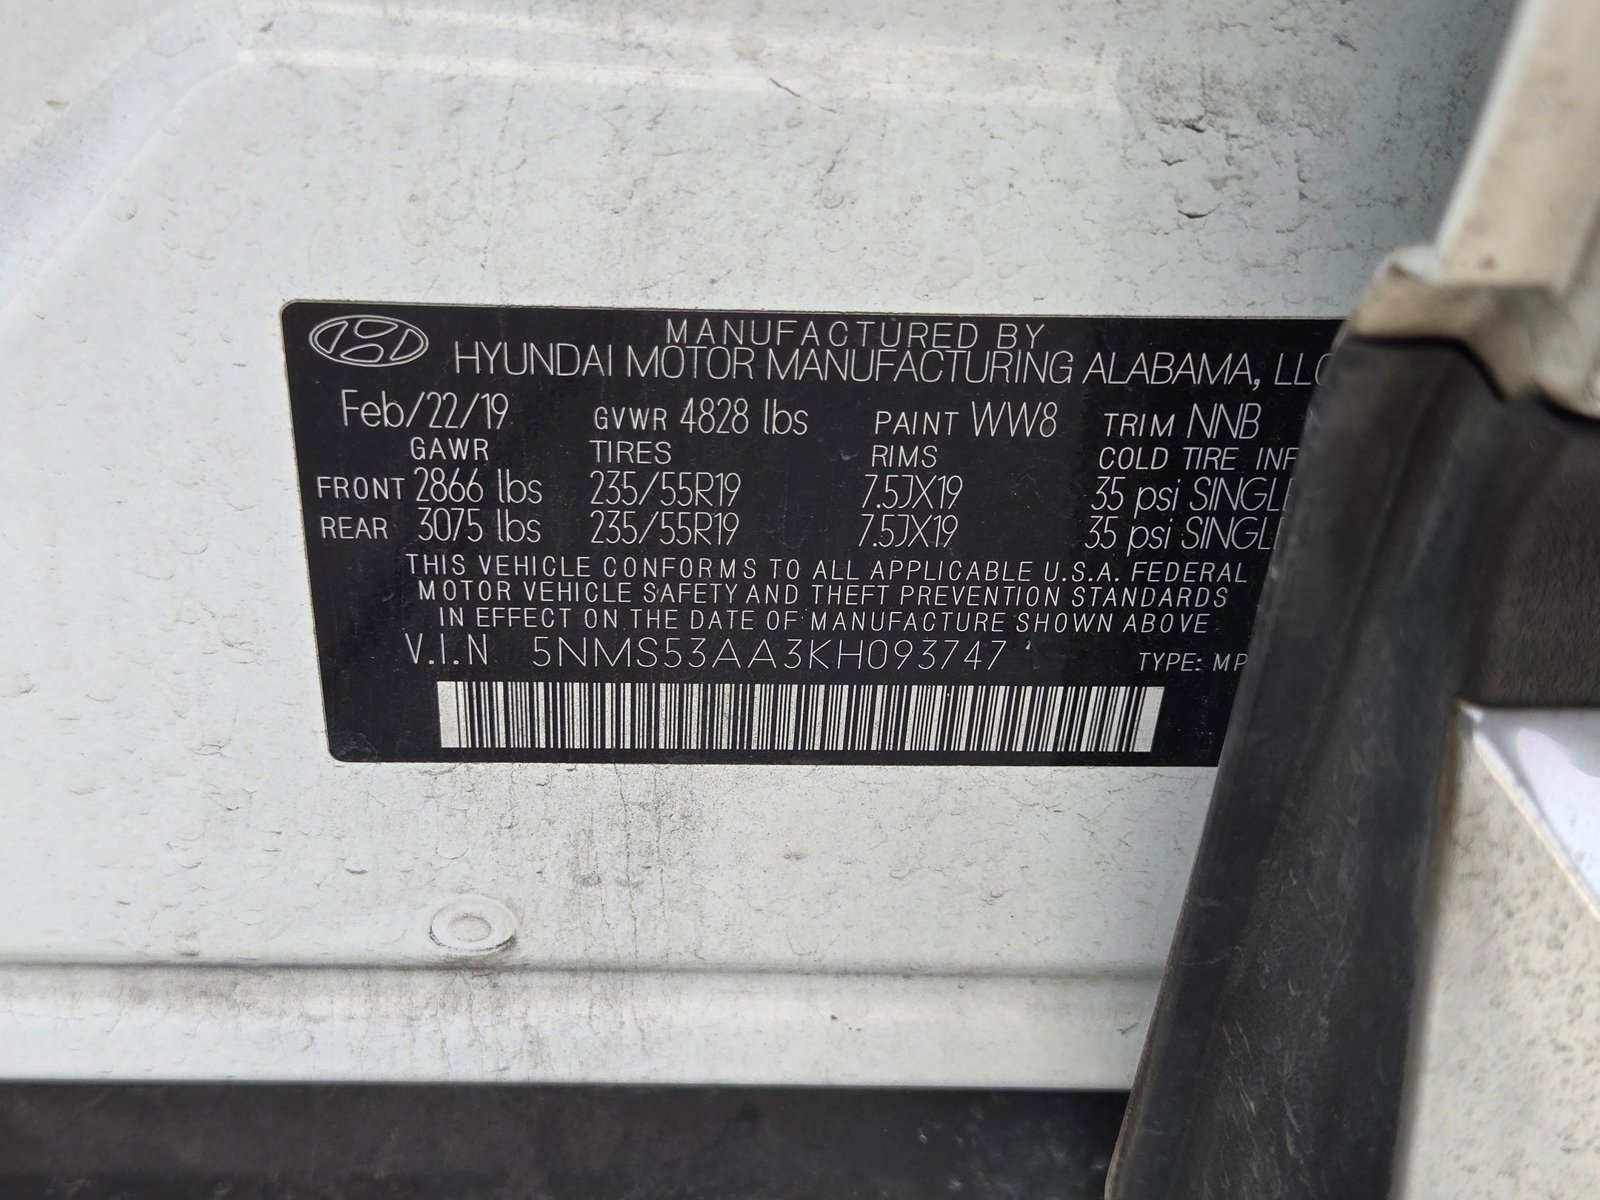 MANUFACTURED BY
HYUNDAI MOTOR MANUFACTURING ALABAMA, LLC
Feb/22/19 GVWR 4828 lbs PAINT WW8 TRIM NNB
GAWR TIRES RIMS COLD TIRE INF
FRONT 2866 lbs 235/55R19 7.5JX19 35 psi SINGLE
REAR 3075 lbs 235/55R19 7.5JX19 35 psi SINGL
THIS VEHICLE CONFORMS TO ALL APPLICABLE U.S.A. FEDERAL
MOTOR VEHICLE SAFETY AND THEFT PREVENTION STANDARDS
IN EFFECT ON THE DATE OF MANUFACTURE SHOWN ABOVE
V.I.N 5NMS53AA3KH093747 TYPE: MP